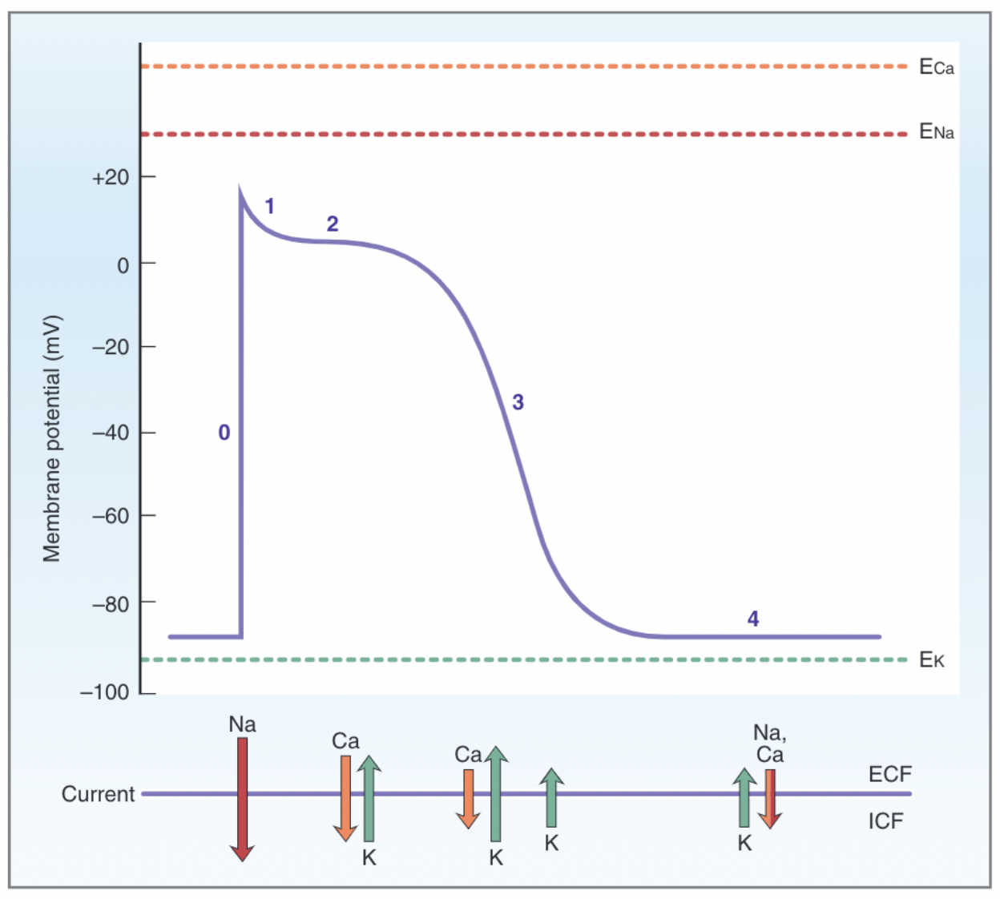 ECa
ENa
+20
1
2
0
–20
Membrane potential (mV)
3
0
–40
–60
–80
4
EK
–100
Na
Ca
Ca
Na,
Ca
ECF
Current
ICF
K
K
K
K